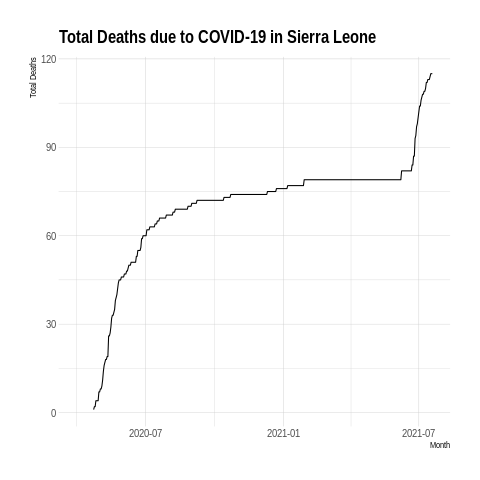 Total Deaths due to COVID-19 in Sierra Leone
Total Deaths
120
90
60
30
0
2020-07
2021-01
2021-07
Month